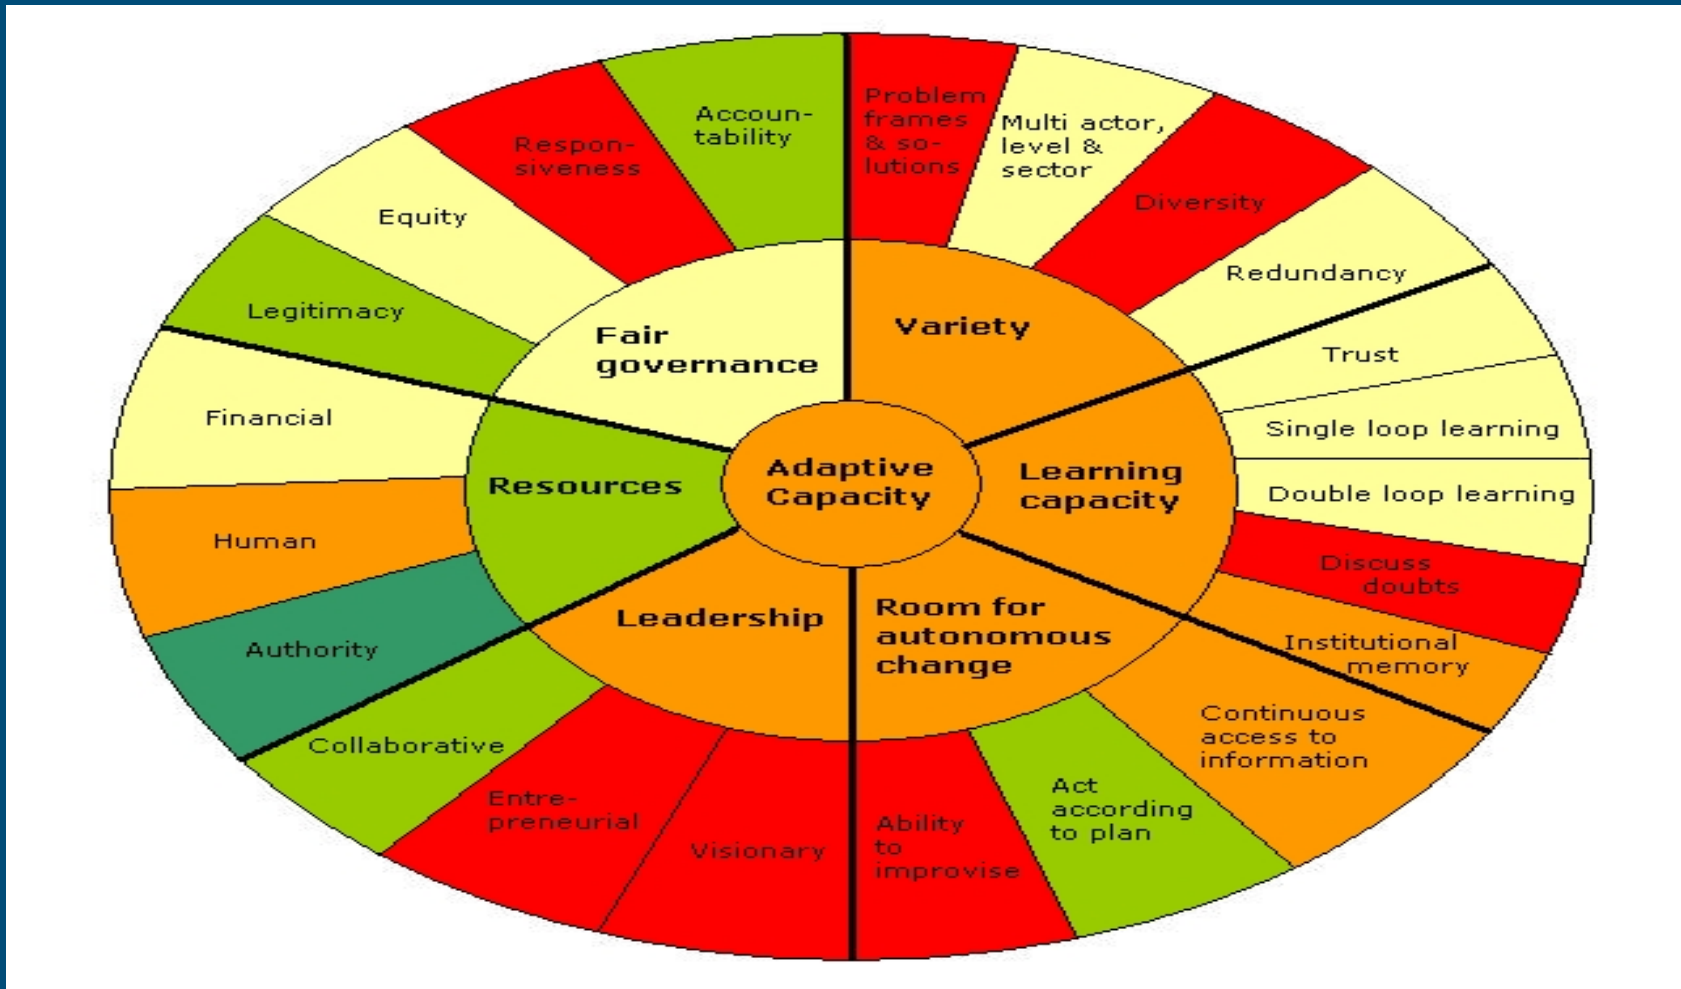 Accoun-
tability
Problem
frames
& so-
lutions
Multi actor,
level &
sector
Diversity
Redundancy
Trust
Single loop learning
Double loop learning
Discuss
doubts
Institutional
memory
Continuous
access to
information
Act
according
to plan
Ability
to
improvise
Visionary
Entre-
preneurial
Collaborative
Authority
Human
Financial
Legitimacy
Equity
Respon-
siveness
Fair
governance
Variety
Learning
capacity
Room for
autonomous
change
Leadership
Resources
Adaptive
Capacity